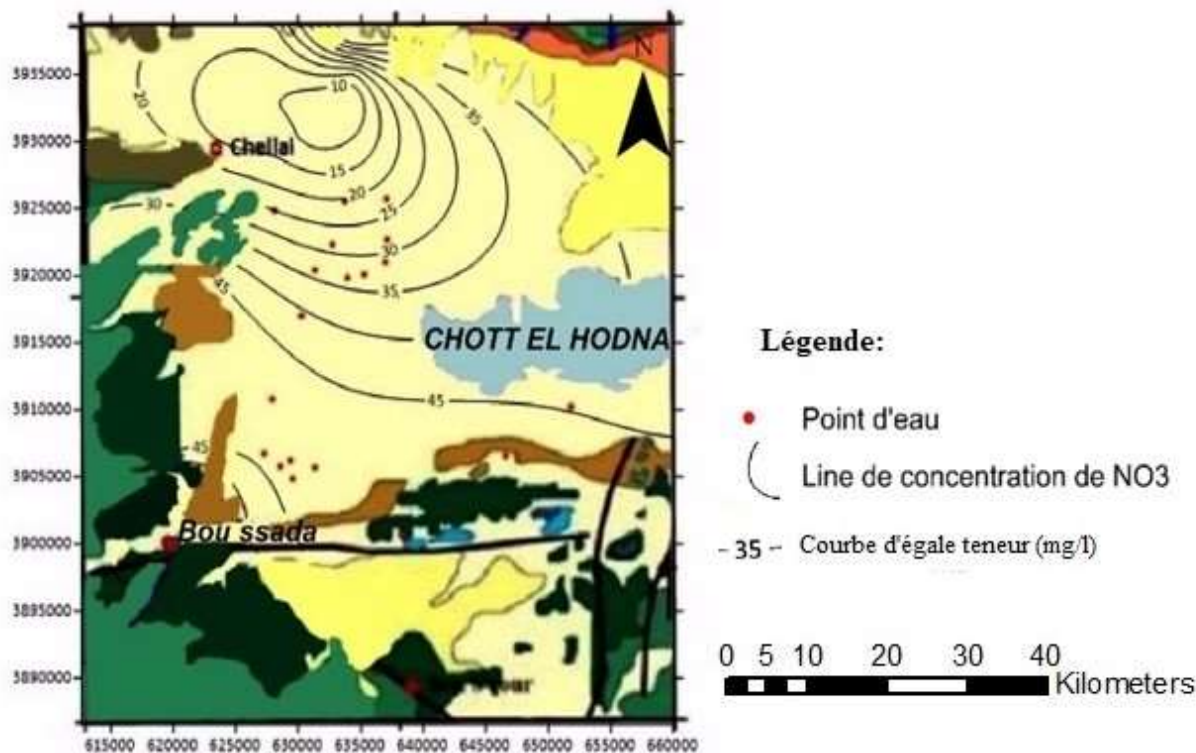 3935000
3930000
3925000
3920000
3915000
3910000
3905000
3900000
3895000
3890000
615000 620000 625000 630000 635000 640000 645000 650000 655000 660000
N
10
20
35
Chellal
15
20
30
25
30
35
45
CHOTT EL HODNA
45
45
Bou ssada
Légende:
Point d'eau
Line de concentration de NO3
-35-- Courbe d'égale teneur (mg/l)
0 5 10 20 30 40
Kilometers